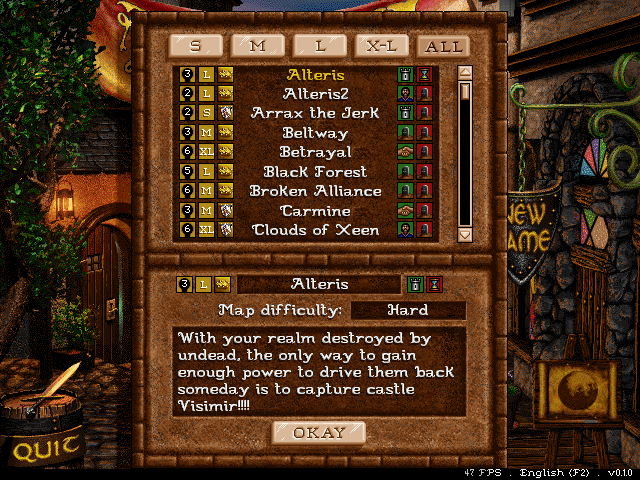 S M L X-L ALL
3 L Alteris
2 L Alteris2
2 S Arrax the Jerk
3 M Beltway
6 XL Betrayal
5 L Black Forest
6 M Broken Alliance
3 M Carmine
6 XL Clouds of Xeen
NEW
GAME
3 L Alteris
Map difficulty: Hard
With your realm destroyed by
undead, the only way to gain
enough power to drive them back
someday is to capture castle
Visimir!!!!
OKAY
QUIT
47 FPS . English (F2) . v0.1.0